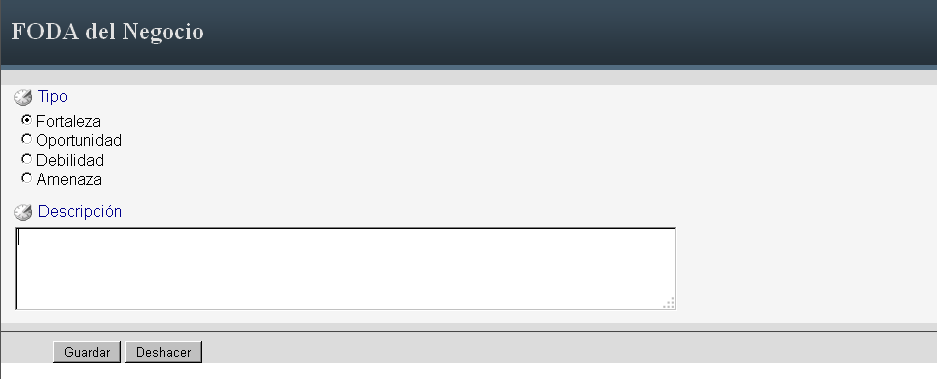 FODA del Negocio
Tipo
Fortaleza
Oportunidad
Debilidad
Amenaza
Descripción
Guardar Deshacer